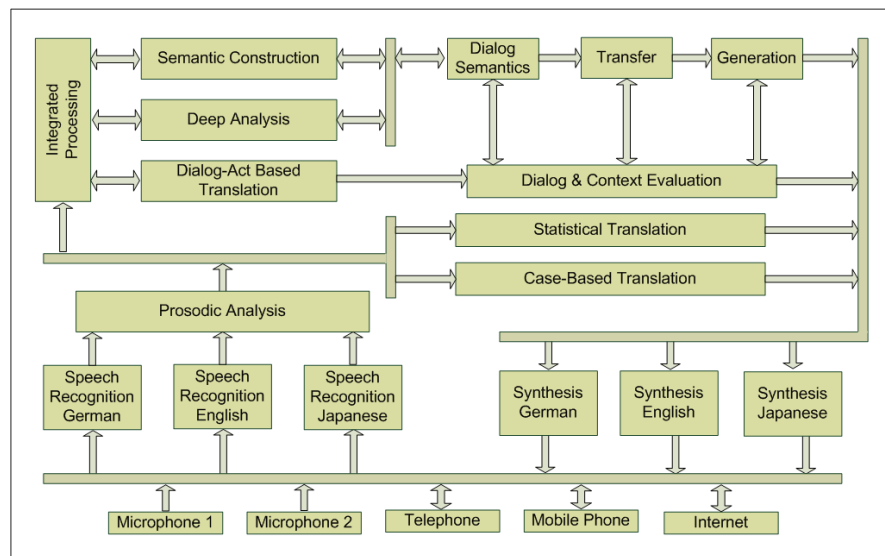 Integrated
Processing
Semantic Construction
Deep Analysis
Dialog-Act Based
Translation
Dialog
Semantics
Transfer
Generation
Dialog & Context Evaluation
Statistical Translation
Case-Based Translation
Prosodic Analysis
Speech
Recognition
German
Speech
Recognition
English
Speech
Recognition
Japanese
Synthesis
German
Synthesis
English
Synthesis
Japanese
Microphone 1
Microphone 2
Telephone
Mobile Phone
Internet